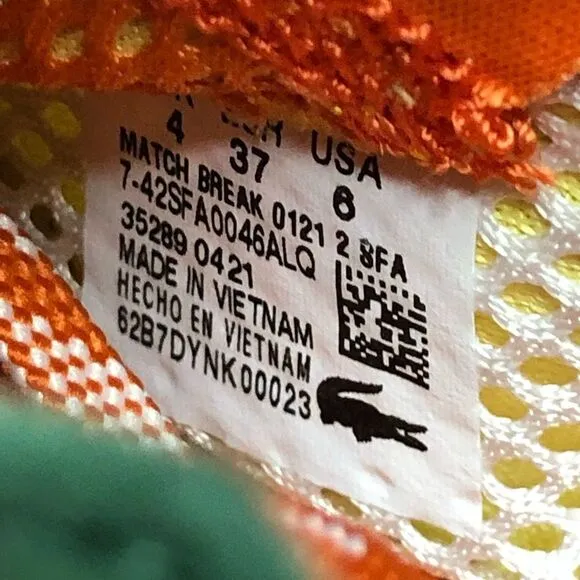 USA
4 37 6
MATCH BREAK 0121 2 SFA
7-42SFA0046ALQ
35289 0421
MADE IN VIETNAM
HECHO EN VIETNAM
62B7DYNK00023